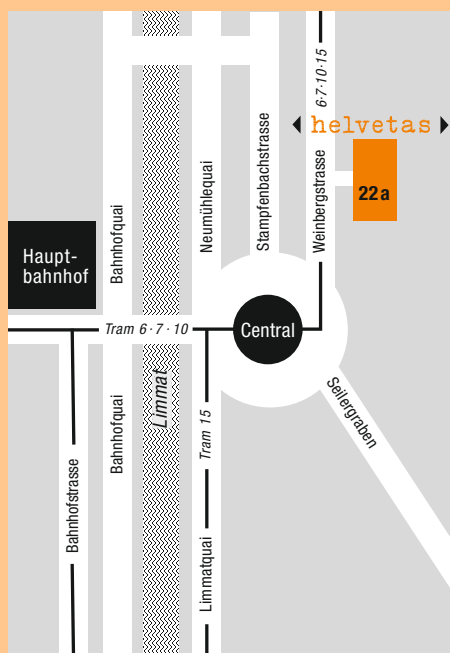 6·7·10·15
helvetas
22a
Weinbergstrasse
Stampfenbachstrasse
Neumühlequai
Bahnhofquai
Haupt-
bahnhof
Tram 6·7·10
Central
Limmat
Tram 15
Seilergraben
Bahnhofquai
Bahnhofstrasse
Limmatquai